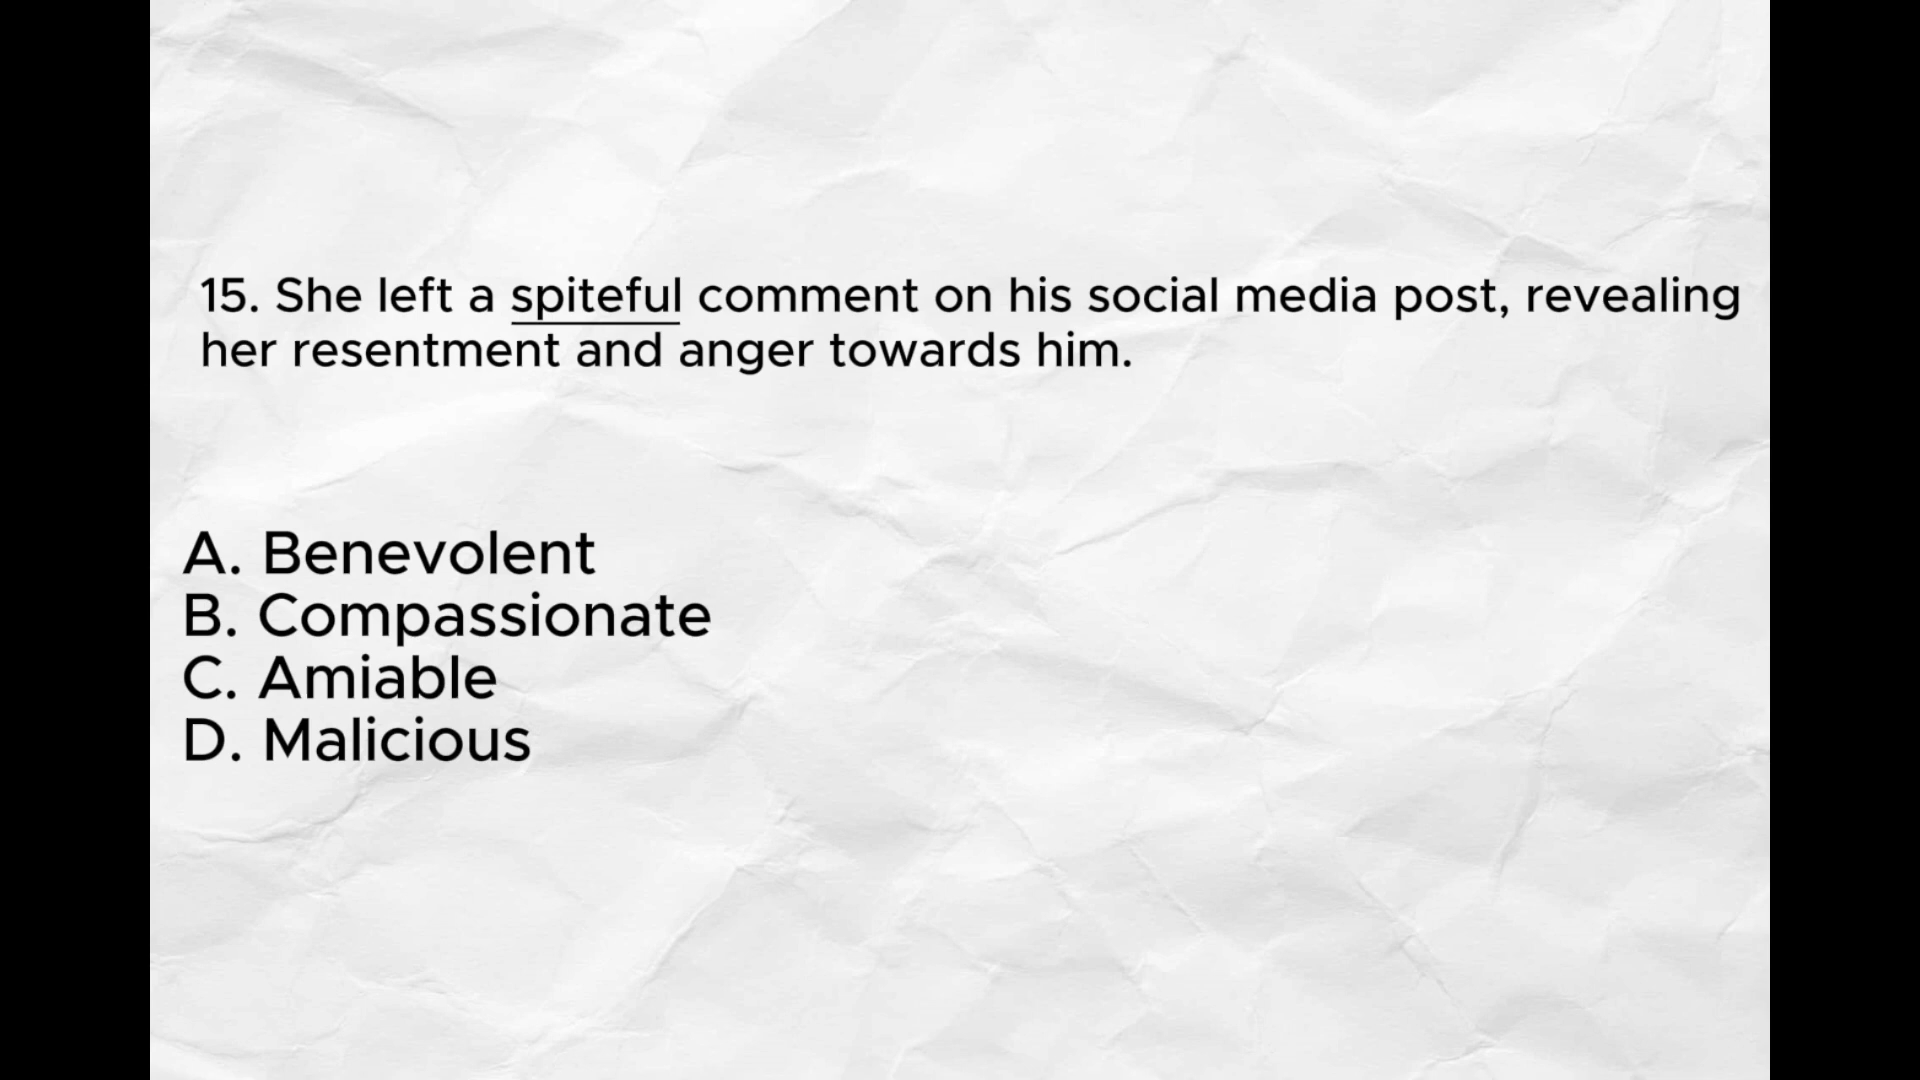 15. She left a spiteful comment on his social media post, revealing
her resentment and anger towards him.
A. Benevolent
B. Compassionate
C. Amiable
D. Malicious